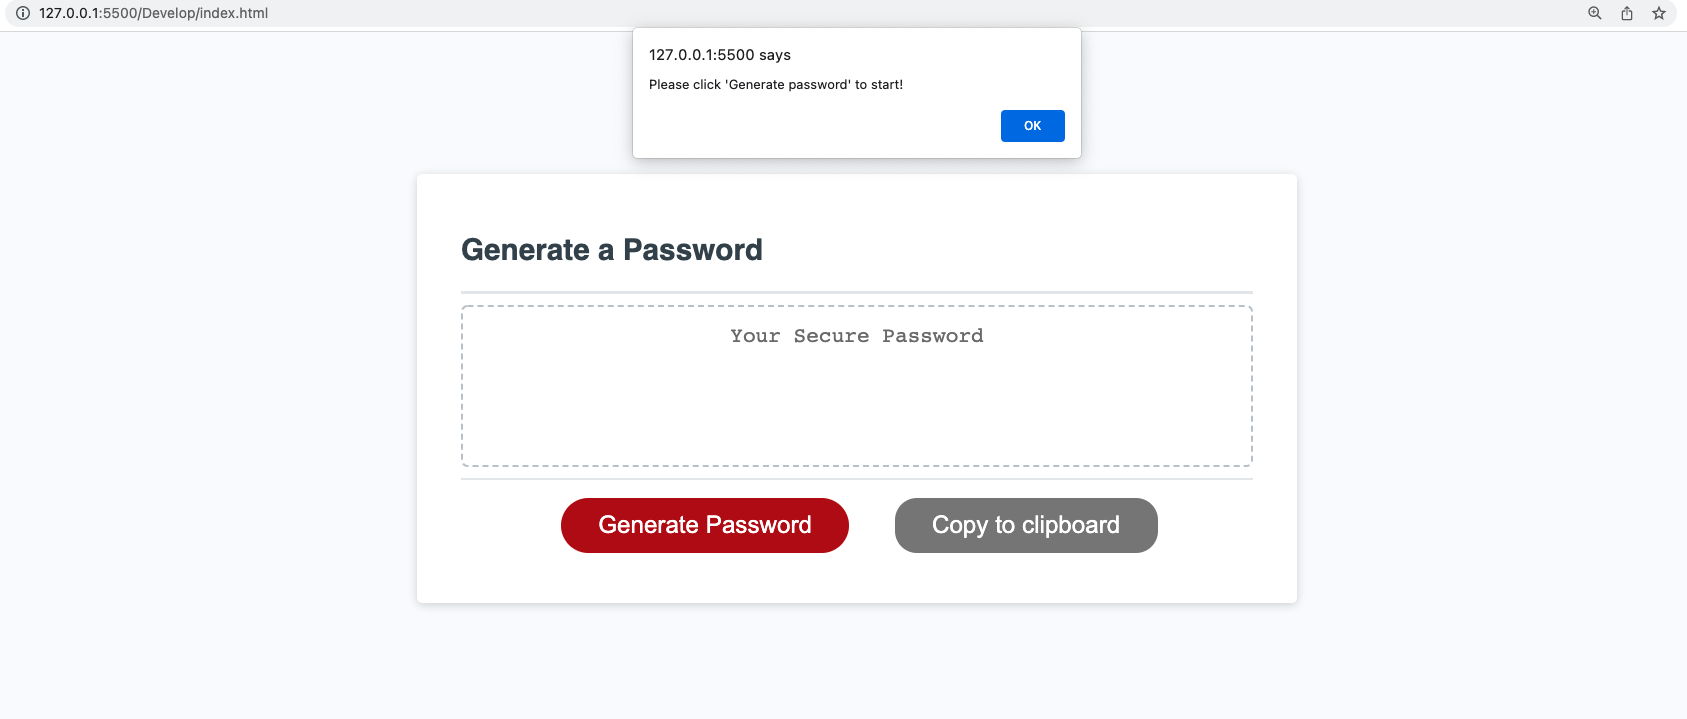 127.0.0.1:5500/Develop/index.html
127.0.0.1:5500 says
Please click 'Generate password' to start!
OK
Generate a Password
Your Secure Password
Generate Password
Copy to clipboard